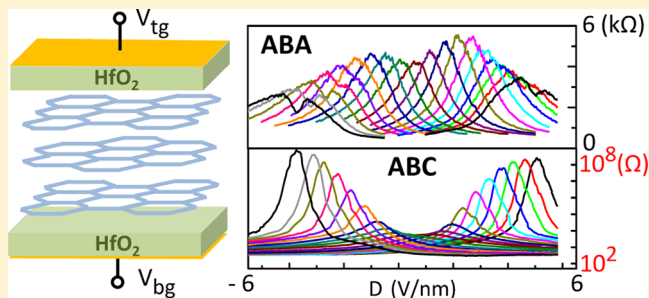 V_tg
HfO₂
HfO₂
V_bg
ABA
6 (kΩ)
0
ABC
10⁸(Ω)
10²
- 6
D (V/nm)
6